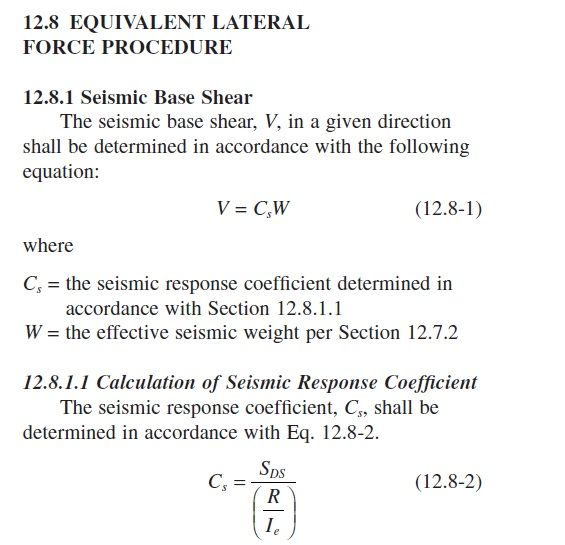 12.8 EQUIVALENT LATERAL
FORCE PROCEDURE
12.8.1 Seismic Base Shear
The seismic base shear, V, in a given direction
shall be determined in accordance with the following
equation:
V = CₛW (12.8-1)
where
Cₛ = the seismic response coefficient determined in
accordance with Section 12.8.1.1
W = the effective seismic weight per Section 12.7.2
12.8.1.1 Calculation of Seismic Response Coefficient
The seismic response coefficient, Cₛ, shall be
determined in accordance with Eq. 12.8-2.
Cₛ = S_DS / (R / Iₑ) (12.8-2)